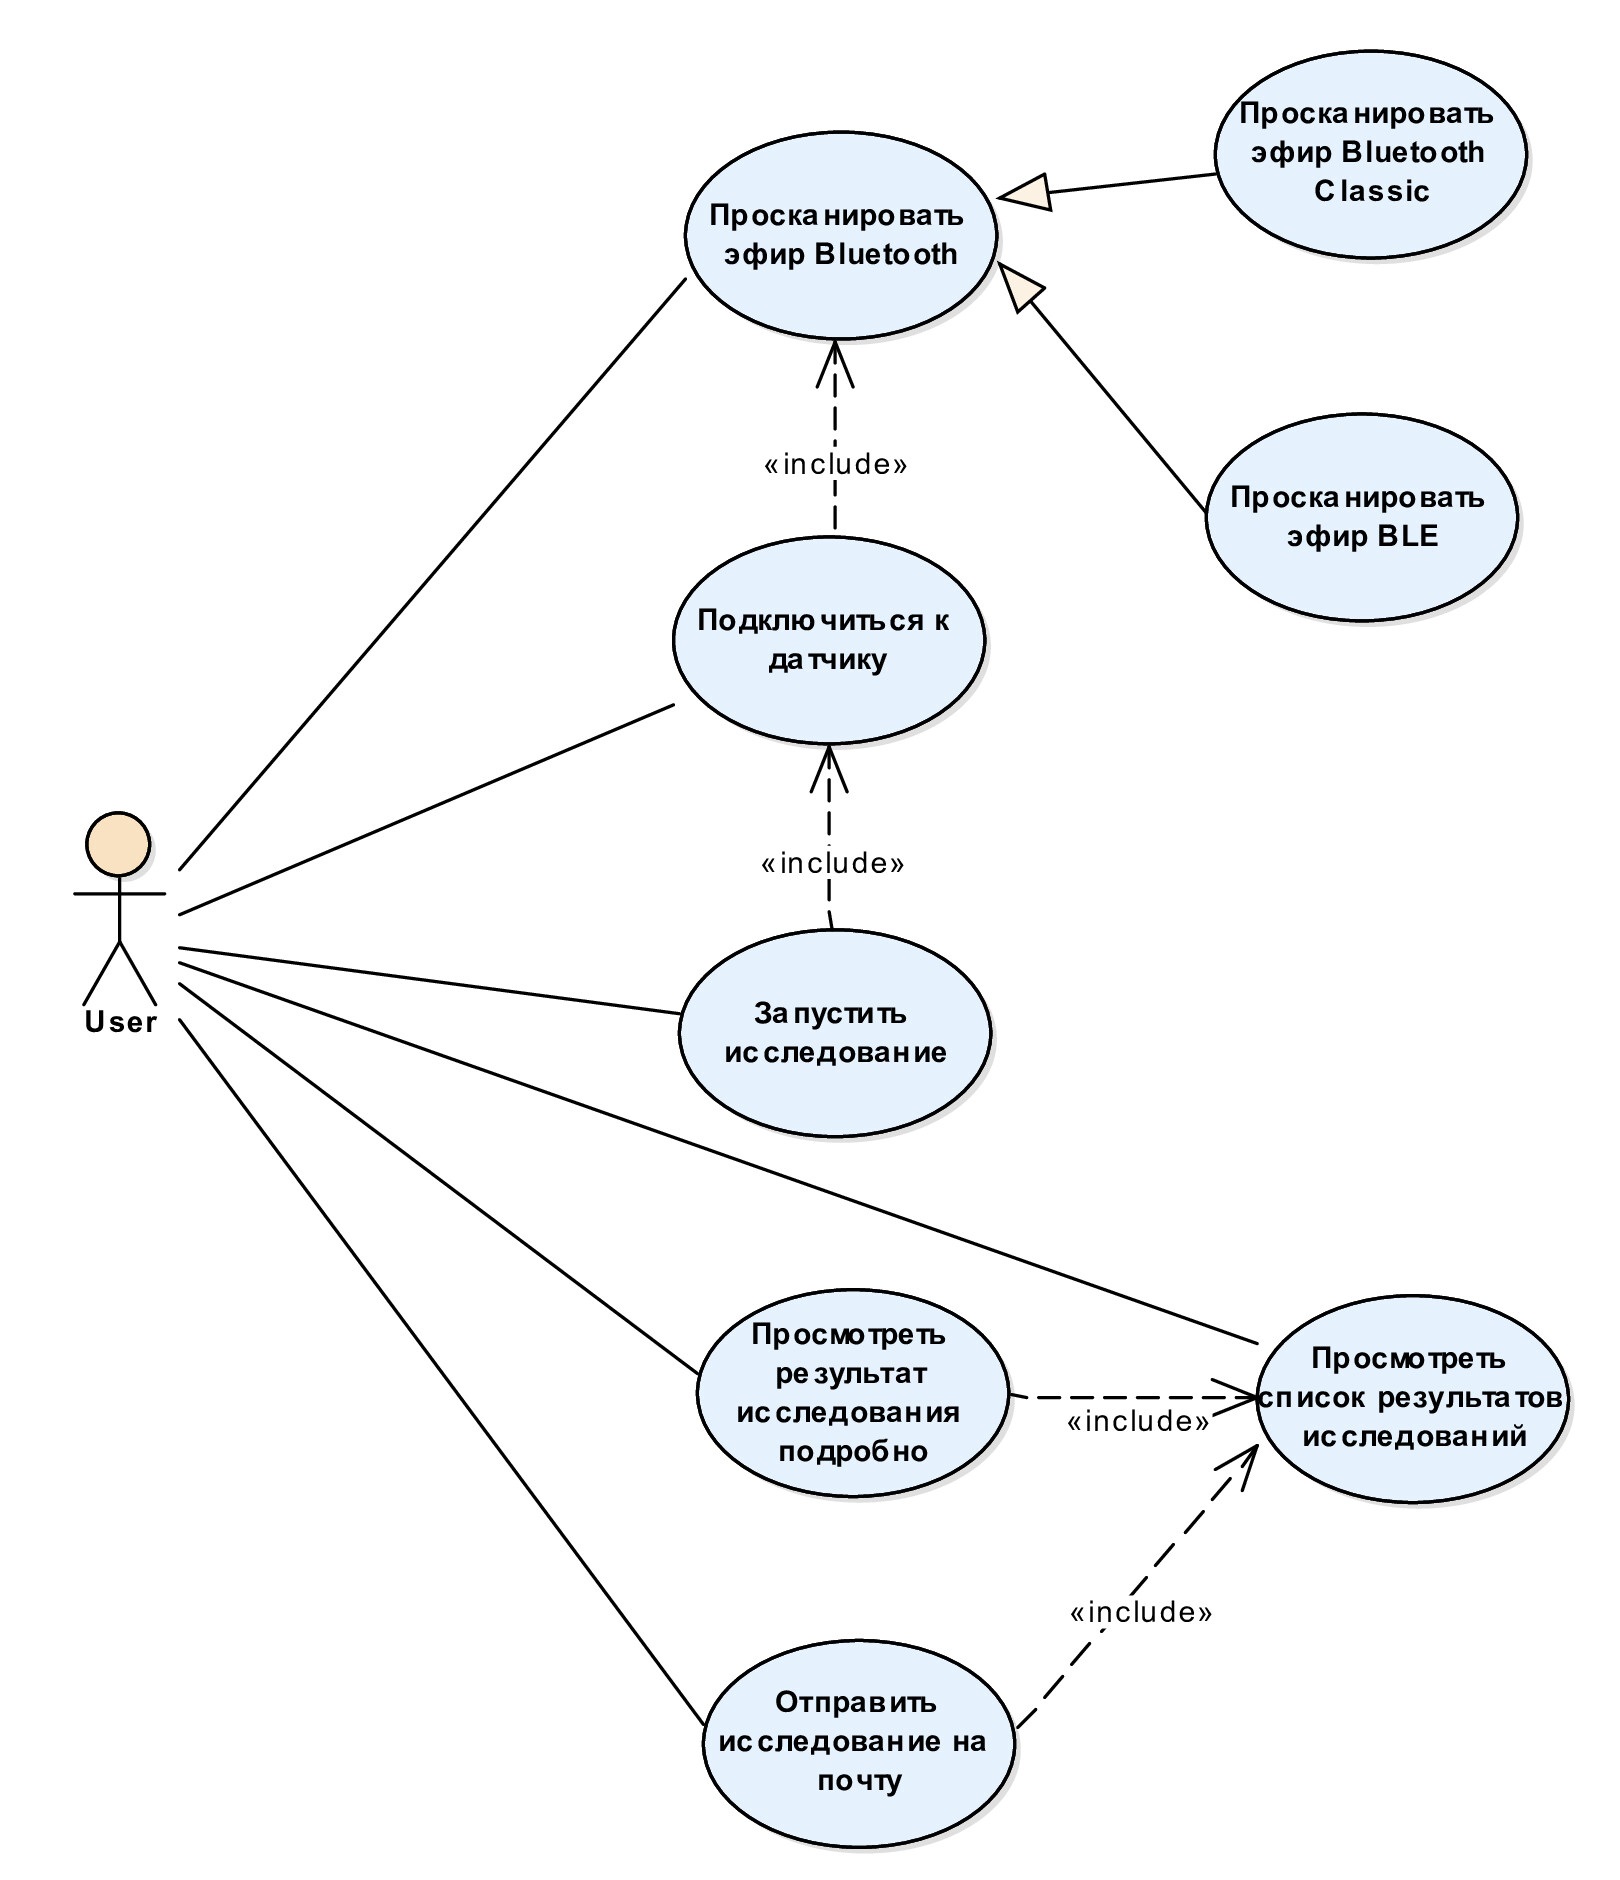 Просканировать
эфир Bluetooth
Classic
Просканировать
эфир Bluetooth
«include»
Просканировать
эфир BLE
Подключиться к
датчику
«include»
User
Запустить
исследование
Просмотреть
результат
исследования
подробно
«include»
Просмотреть
список результатов
исследований
«include»
Отправить
исследование на
почту